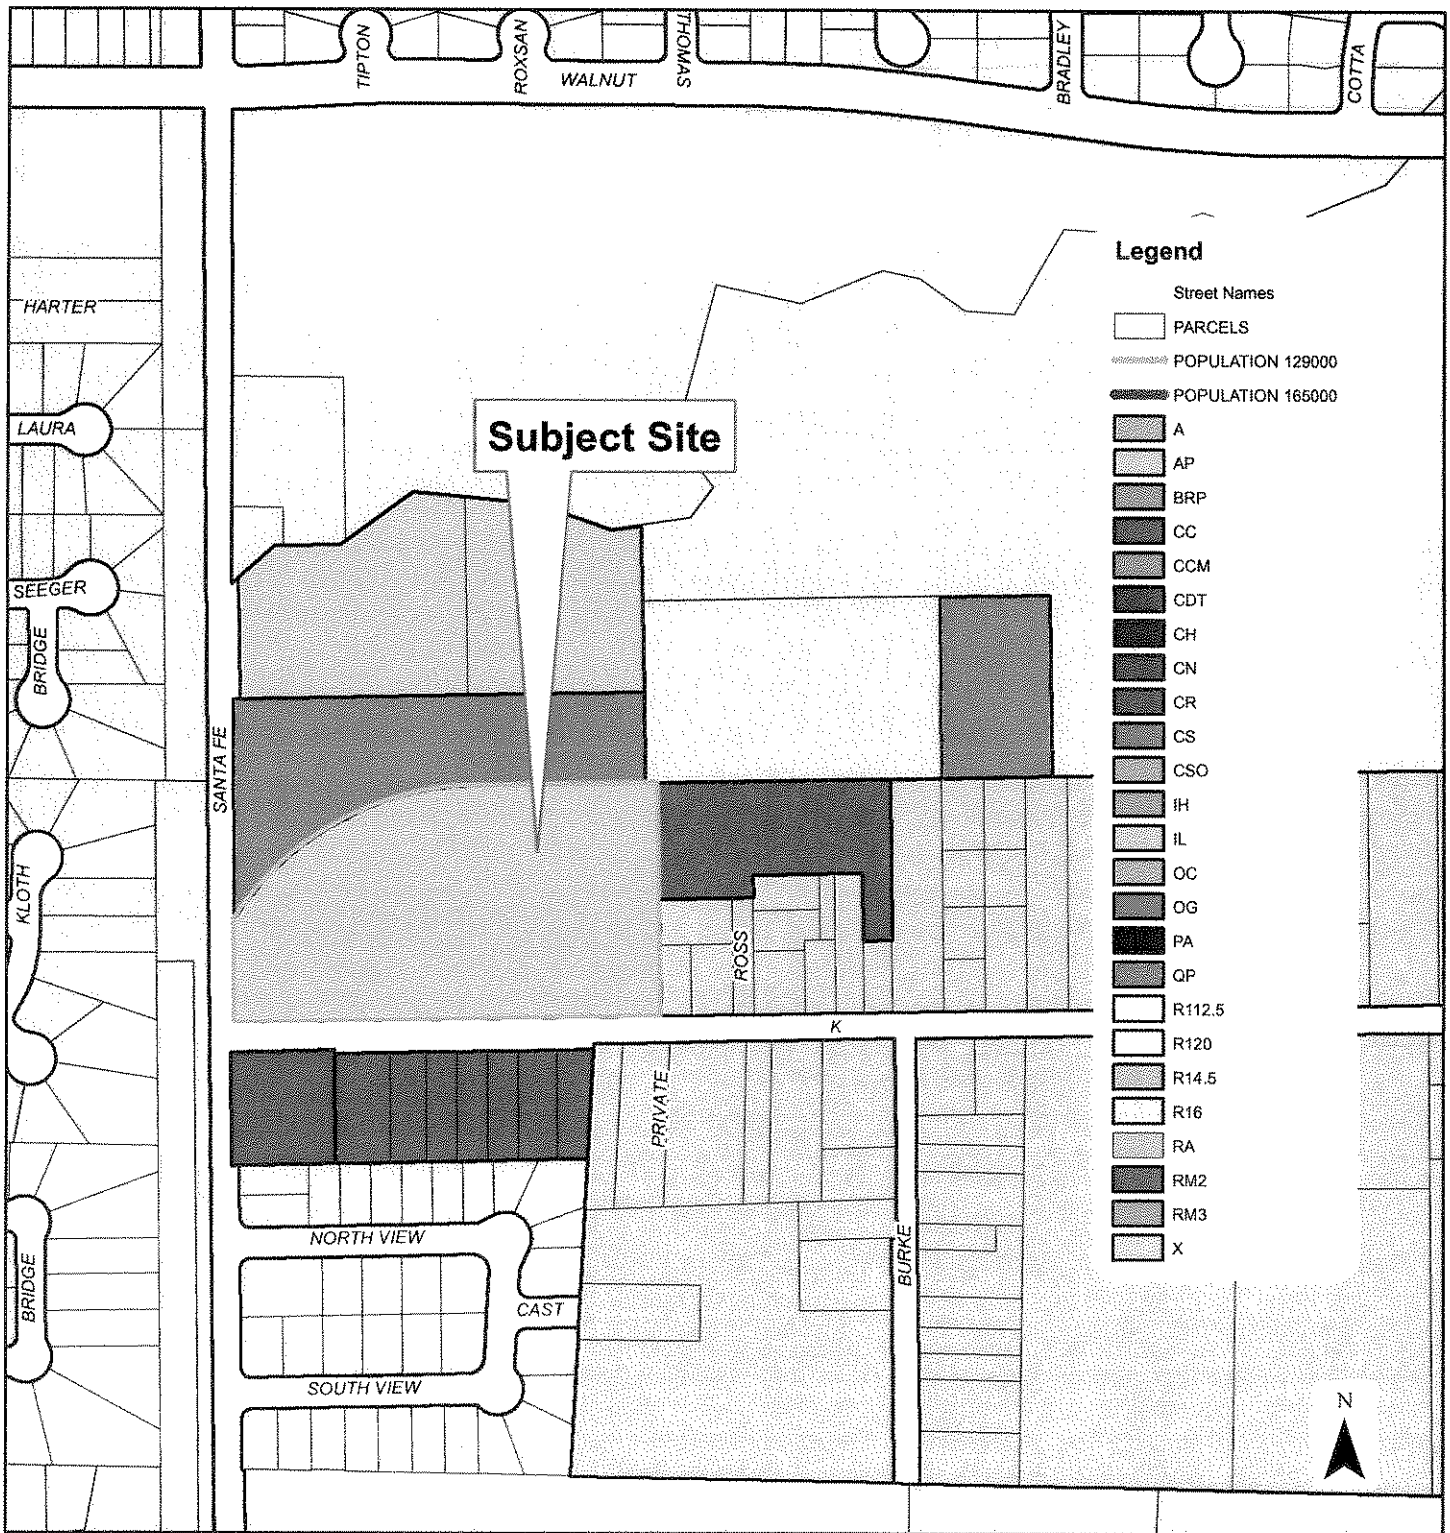 TIPTON
ROXSAN
WALNUT
THOMAS
BRADLEY
COTTA
HARTER
LAURA
SEEGER
BRIDGE
SANTA FE
KLOTH
BRIDGE
Subject Site
ROSS
K
PRIVATE
BURKE
NORTH VIEW
CAST
SOUTH VIEW
Legend
Street Names
PARCELS
POPULATION 129000
POPULATION 165000
A
AP
BRP
CC
CCM
CDT
CH
CN
CR
CS
CSO
IH
IL
OC
OG
PA
QP
R112.5
R120
R14.5
R16
RA
RM2
RM3
X
N